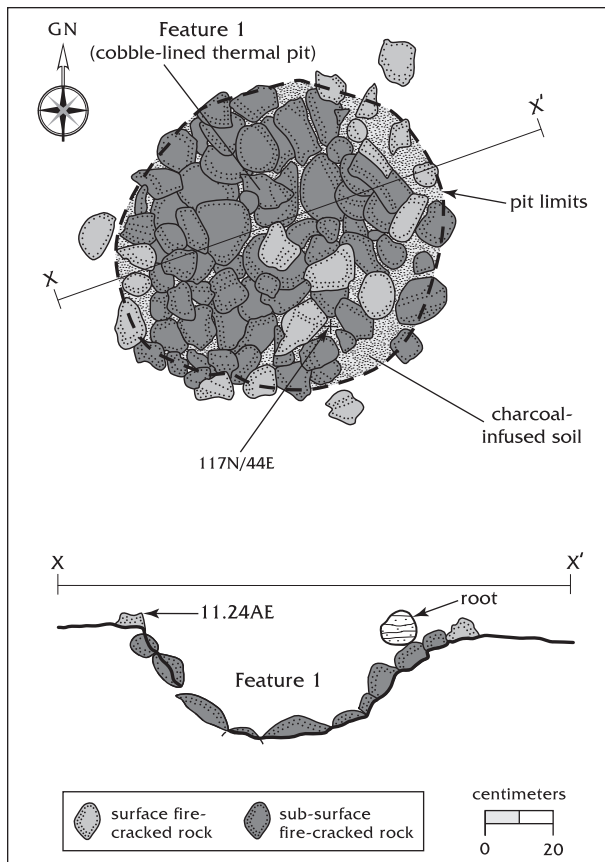 GN
Feature 1
(cobble-lined thermal pit)
X'
pit limits
X
charcoal-
infused soil
117N/44E
X
X'
11.24AE
root
Feature 1
surface fire-
cracked rock
sub-surface
fire-cracked rock
centimeters
0
20